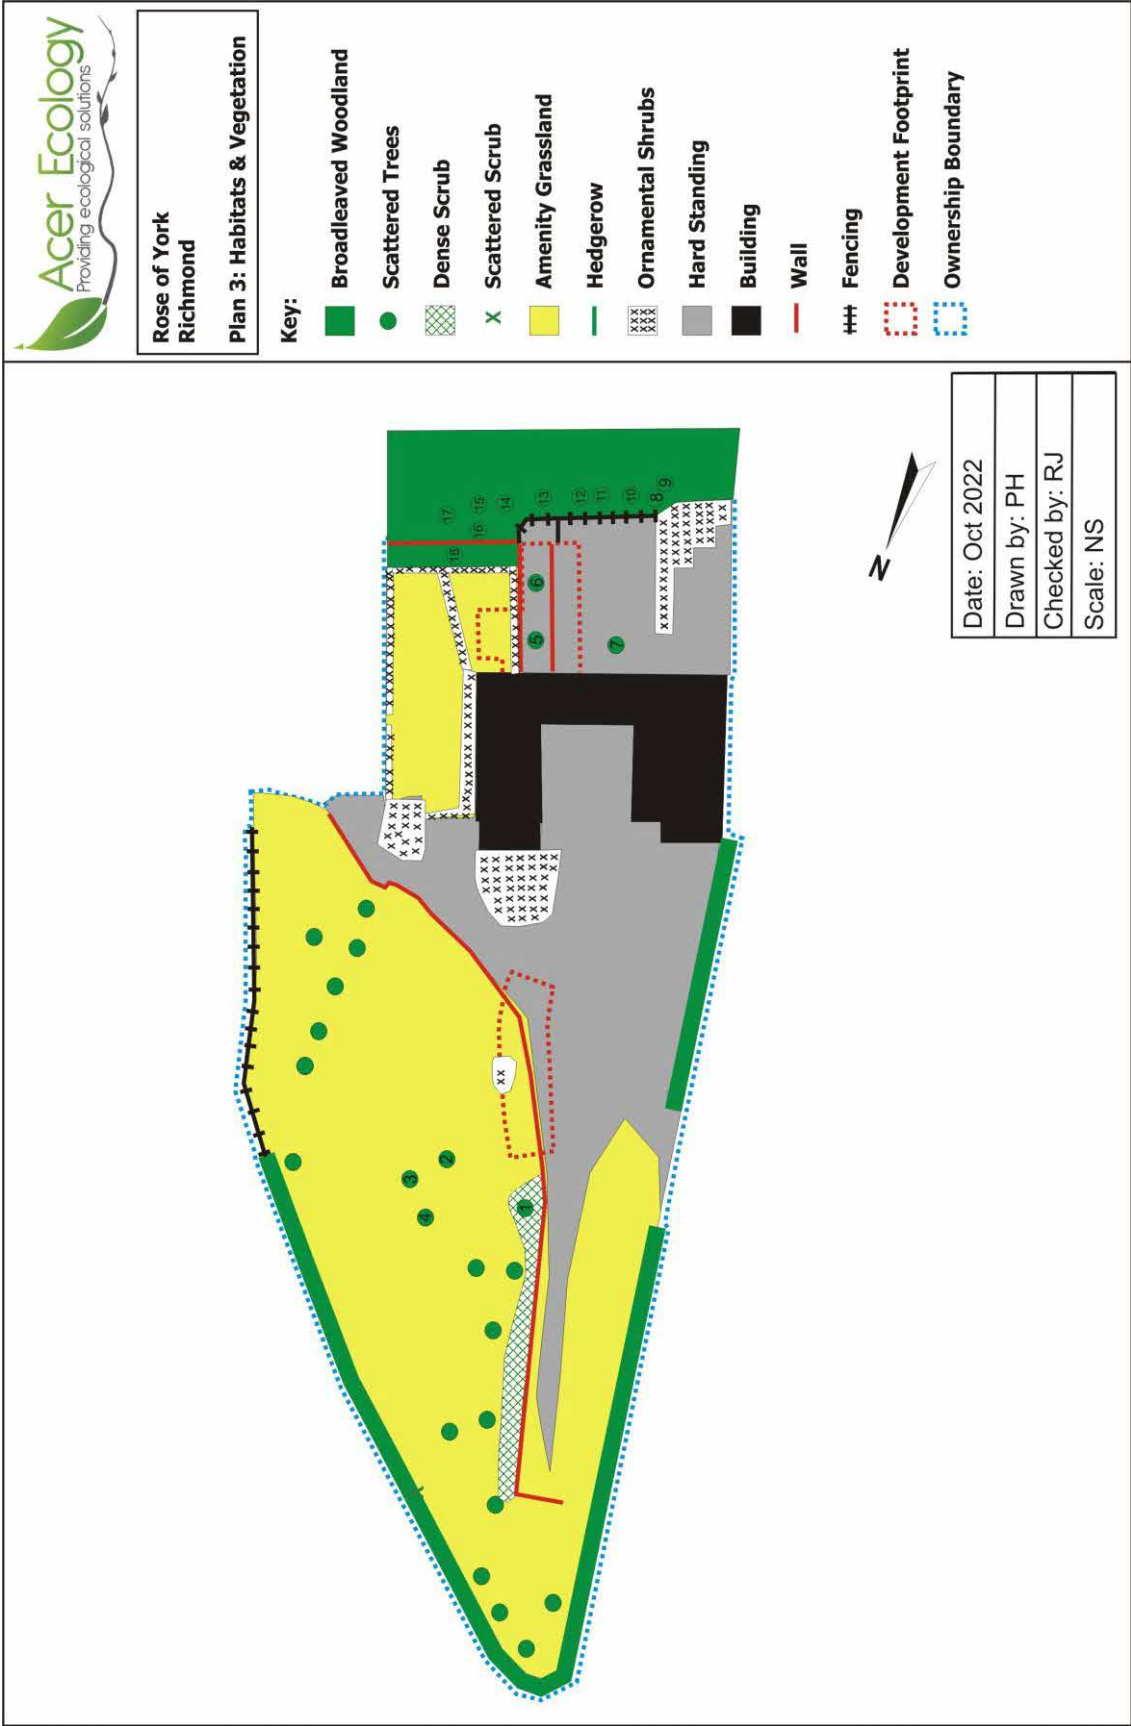 Acer Ecology
Providing ecological solutions
Rose of York
Richmond
Plan 3: Habitats & Vegetation
Key:
Broadleaved Woodland
Scattered Trees
Dense Scrub
X Scattered Scrub
Amenity Grassland
Hedgerow
Ornamental Shrubs
Hard Standing
Building
Wall
Fencing
Development Footprint
Ownership Boundary
17
15
14
13
12
11
10
9
8
16
18
6
5
7
2
3
4
1
N
Date: Oct 2022
Drawn by: PH
Checked by: RJ
Scale: NS